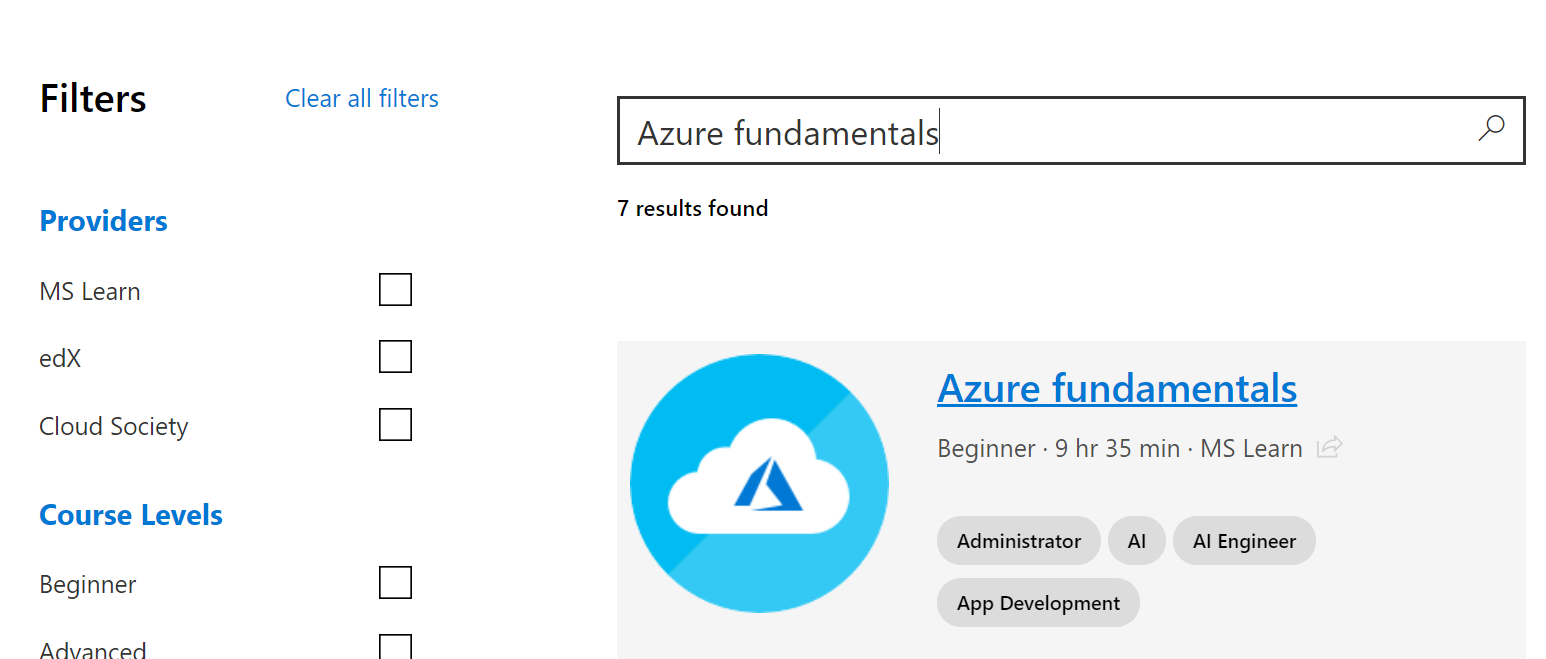 Filters
Clear all filters
Providers
MS Learn
edX
Cloud Society
Course Levels
Beginner
Advanced
Azure fundamentals
7 results found
Azure fundamentals
Beginner · 9 hr 35 min · MS Learn
Administrator
AI
AI Engineer
App Development